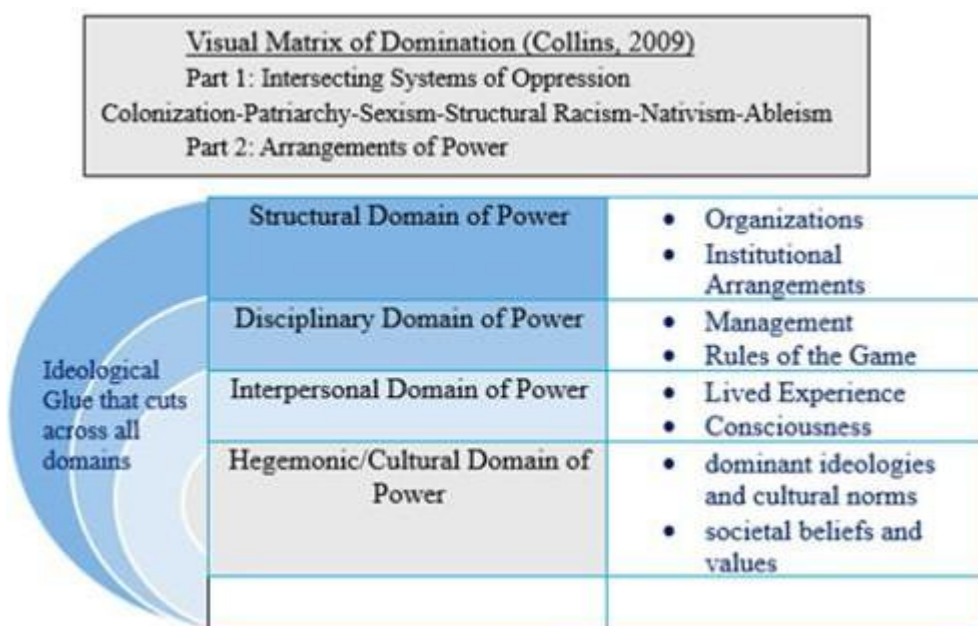 Visual Matrix of Domination (Collins, 2009)
Part 1: Intersecting Systems of Oppression
Colonization-Patriarchy-Sexism-Structural Racism-Nativism-Ableism
Part 2: Arrangements of Power
Ideological
Glue that cuts
across all
domains
Structural Domain of Power
• Organizations
• Institutional
Arrangements
Disciplinary Domain of Power
• Management
• Rules of the Game
Interpersonal Domain of Power
• Lived Experience
• Consciousness
Hegemonic/Cultural Domain of
Power
• dominant ideologies
and cultural norms
• societal beliefs and
values